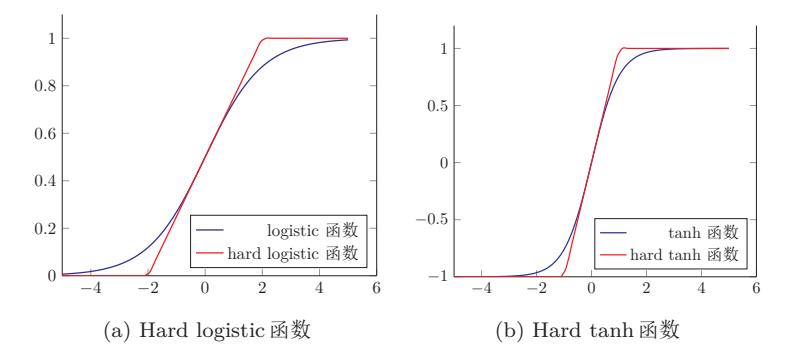 1
0.8
0.6
0.4
0.2
0
−4 −2 0 2 4 6
logistic 函数
hard logistic 函数
(a) Hard logistic 函数
1
0.5
0
−0.5
−1
−4 −2 0 2 4 6
tanh 函数
hard tanh 函数
(b) Hard tanh 函数